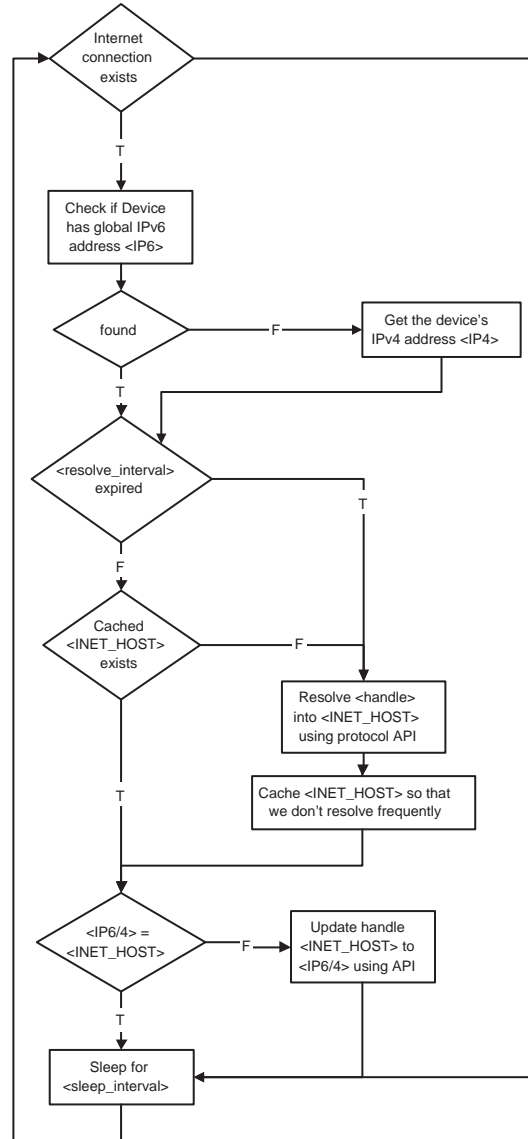 Internet
connection
exists
T
Check if Device
has global IPv6
address <IP6>
found
F
Get the device's
IPv4 address <IP4>
T
<resolve_interval>
expired
T
F
Cached
<INET_HOST>
exists
F
Resolve <handle>
into <INET_HOST>
using protocol API
T
Cache <INET_HOST> so that
we don't resolve frequently
<IP6/4> =
<INET_HOST>
F
Update handle
<INET_HOST> to
<IP6/4> using API
T
Sleep for
<sleep_interval>